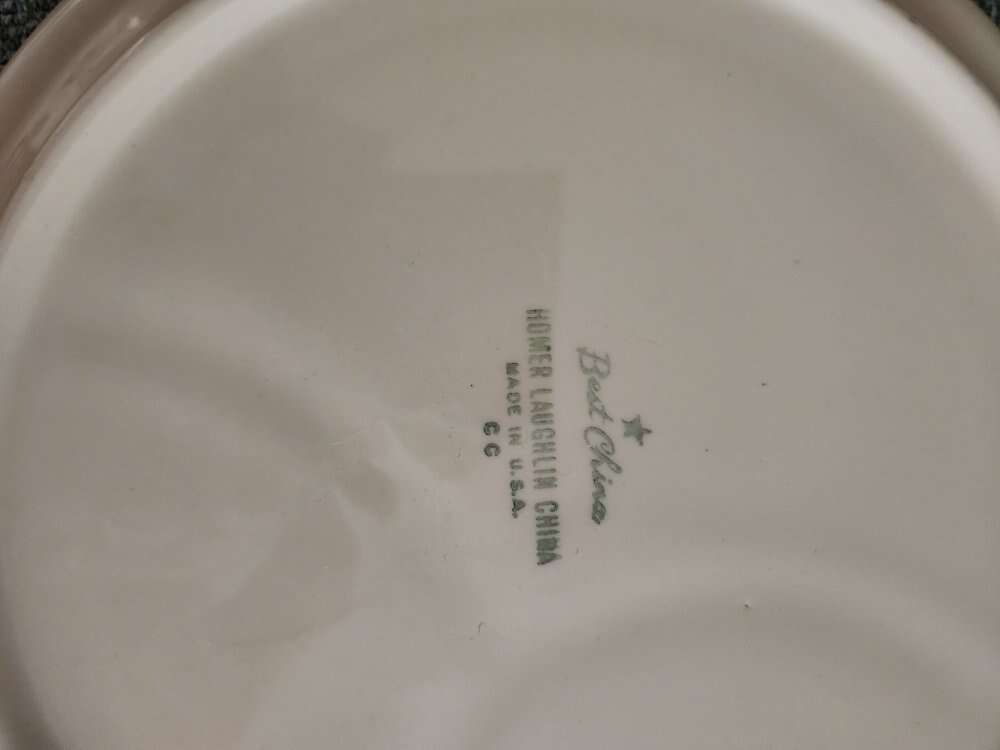 Best China
HOMER LAUGHLIN CHINA
MADE IN U.S.A.
C C